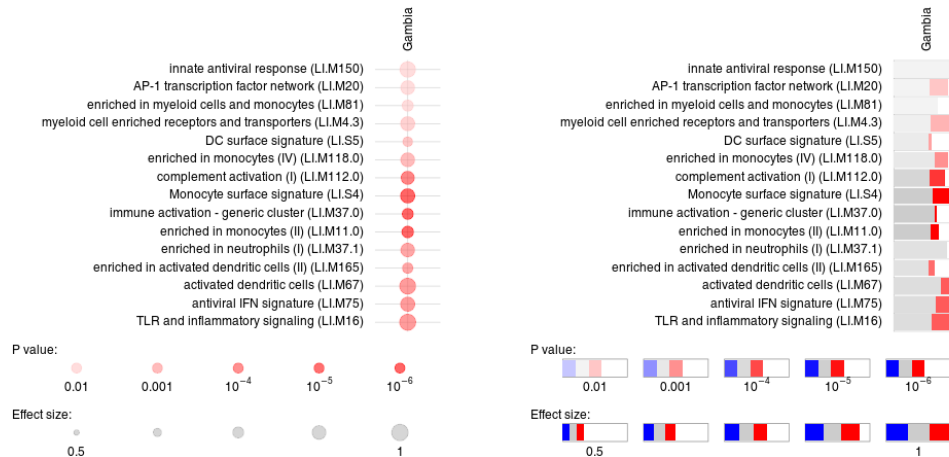 Gambia
innate antiviral response (LI.M150)
AP-1 transcription factor network (LI.M20)
enriched in myeloid cells and monocytes (LI.M81)
myeloid cell enriched receptors and transporters (LI.M4.3)
DC surface signature (LI.S5)
enriched in monocytes (IV) (LI.M118.0)
complement activation (I) (LI.M112.0)
Monocyte surface signature (LI.S4)
immune activation - generic cluster (LI.M37.0)
enriched in monocytes (II) (LI.M11.0)
enriched in neutrophils (I) (LI.M37.1)
enriched in activated dendritic cells (II) (LI.M165)
activated dendritic cells (LI.M67)
antiviral IFN signature (LI.M75)
TLR and inflammatory signaling (LI.M16)
P value:
0.01 0.001 10⁻⁴ 10⁻⁵ 10⁻⁶
Effect size:
0.5 1
Gambia
innate antiviral response (LI.M150)
AP-1 transcription factor network (LI.M20)
enriched in myeloid cells and monocytes (LI.M81)
myeloid cell enriched receptors and transporters (LI.M4.3)
DC surface signature (LI.S5)
enriched in monocytes (IV) (LI.M118.0)
complement activation (I) (LI.M112.0)
Monocyte surface signature (LI.S4)
immune activation - generic cluster (LI.M37.0)
enriched in monocytes (II) (LI.M11.0)
enriched in neutrophils (I) (LI.M37.1)
enriched in activated dendritic cells (II) (LI.M165)
activated dendritic cells (LI.M67)
antiviral IFN signature (LI.M75)
TLR and inflammatory signaling (LI.M16)
P value:
0.01 0.001 10⁻⁴ 10⁻⁵ 10⁻⁶
Effect size:
0.5 1